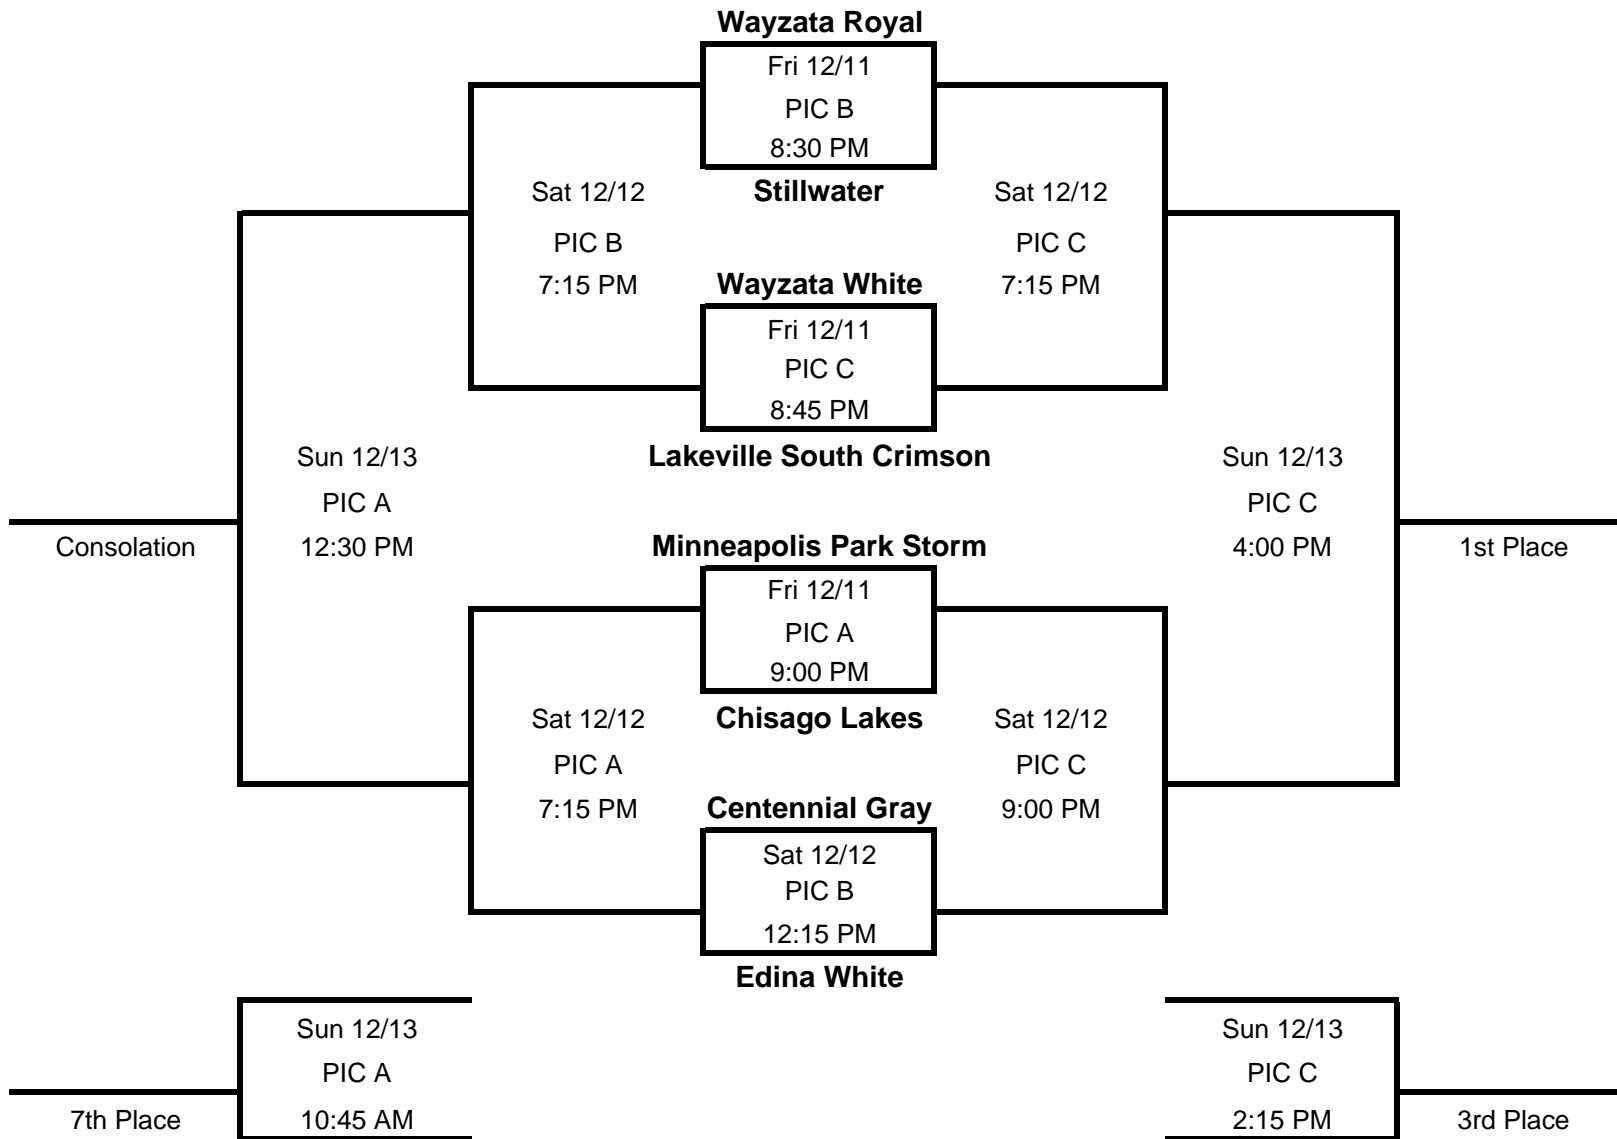 Wayzata Royal
Fri 12/11
PIC B
8:30 PM
Stillwater
Sat 12/12
PIC B
7:15 PM
Sat 12/12
PIC C
7:15 PM
Wayzata White
Fri 12/11
PIC C
8:45 PM
Lakeville South Crimson
Sun 12/13
PIC A
12:30 PM
Consolation
Sun 12/13
PIC C
4:00 PM
1st Place
Minneapolis Park Storm
Fri 12/11
PIC A
9:00 PM
Chisago Lakes
Sat 12/12
PIC A
7:15 PM
Sat 12/12
PIC C
9:00 PM
Centennial Gray
Sat 12/12
PIC B
12:15 PM
Edina White
Sun 12/13
PIC A
10:45 AM
7th Place
Sun 12/13
PIC C
2:15 PM
3rd Place